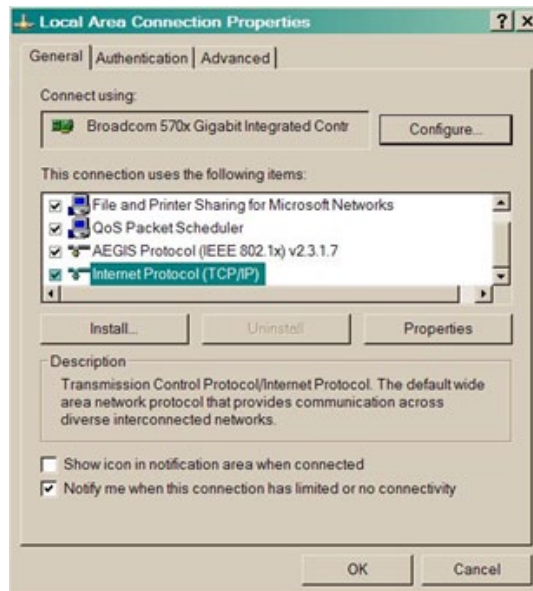 Local Area Connection Properties ? ×
General Authentication Advanced
Connect using:
Broadcom 570x Gigabit Integrated Contr Configure...
This connection uses the following items:
File and Printer Sharing for Microsoft Networks
QoS Packet Scheduler
AEGIS Protocol (IEEE 802.1x) v2.3.1.7
Internet Protocol (TCP/IP)
Install... Uninstall Properties
Description
Transmission Control Protocol/Internet Protocol. The default wide
area network protocol that provides communication across
diverse interconnected networks.
Show icon in notification area when connected
Notify me when this connection has limited or no connectivity
OK Cancel